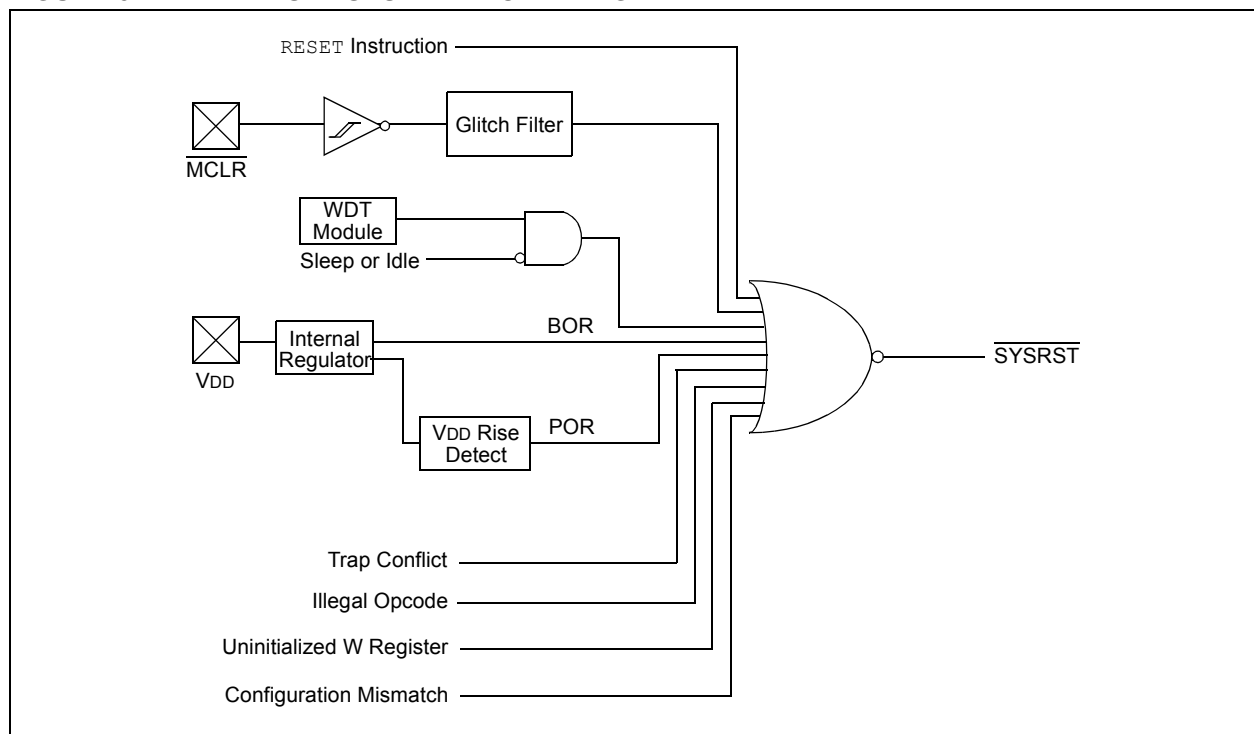 RESET Instruction
Glitch Filter
MCLR
WDT
Module
Sleep or Idle
BOR
Internal
Regulator
VDD
SYSRST
POR
VDD Rise
Detect
Trap Conflict
Illegal Opcode
Uninitialized W Register
Configuration Mismatch